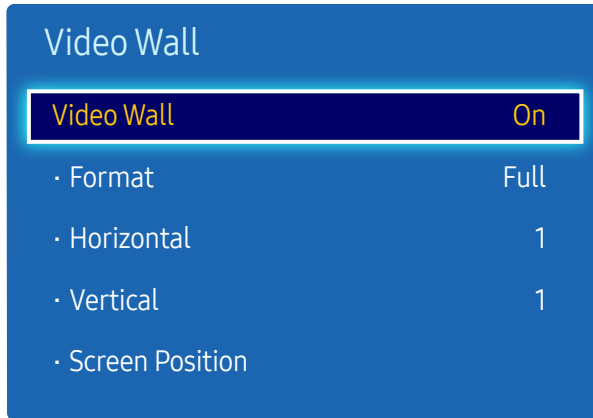 Video Wall
Video Wall On
· Format Full
· Horizontal 1
· Vertical 1
· Screen Position